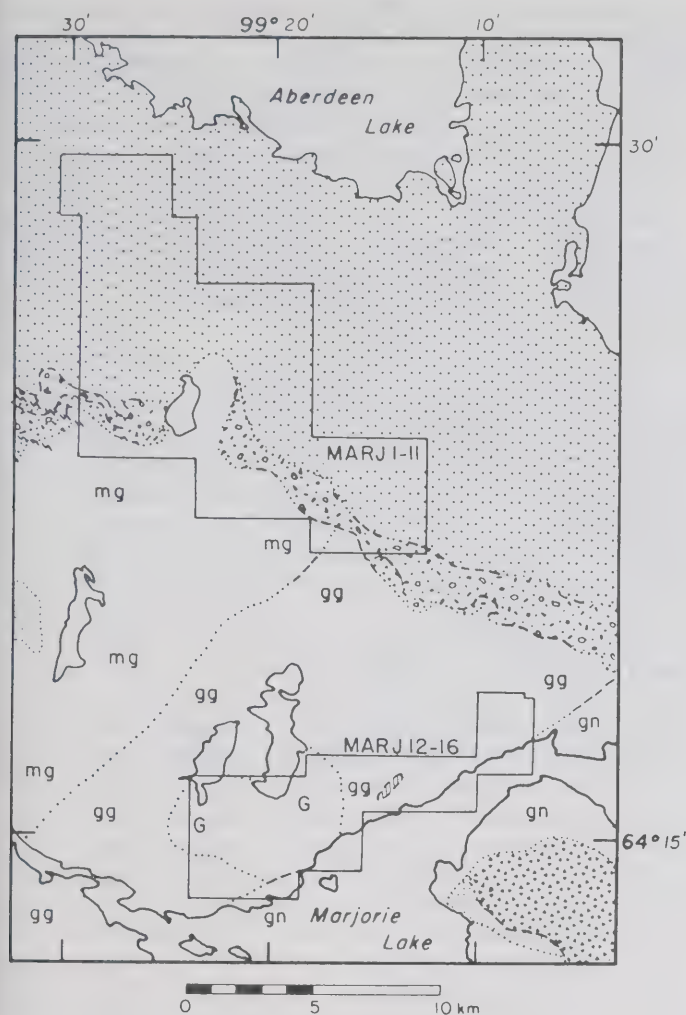 30' 99° 20' 10'
Aberdeen
Lake
30'
MARJ 1-11
mg
mg
gg
mg
gg
gg
gn
MARJ 12-16
mg
gg
gg
G
G
gn
64° 15'
gg
gn
Marjorie
Lake
0 5 10 km